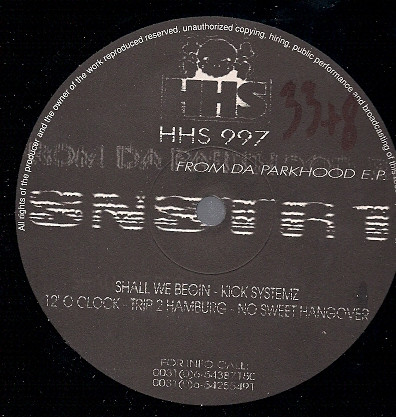 All rights of the producer and the owner of the work reproduced reserved, unauthorized copying, hiring, public performance and broadcasting of this
HHS
HHS 997
33+8
FROM DA PARKHOOD E.P.
SHALL WE BEGIN - KICK SYSTEMZ
12' O CLOCK - TRIP 2 HAMBURG - NO SWEET HANGOVER
FOR INFO CALL: